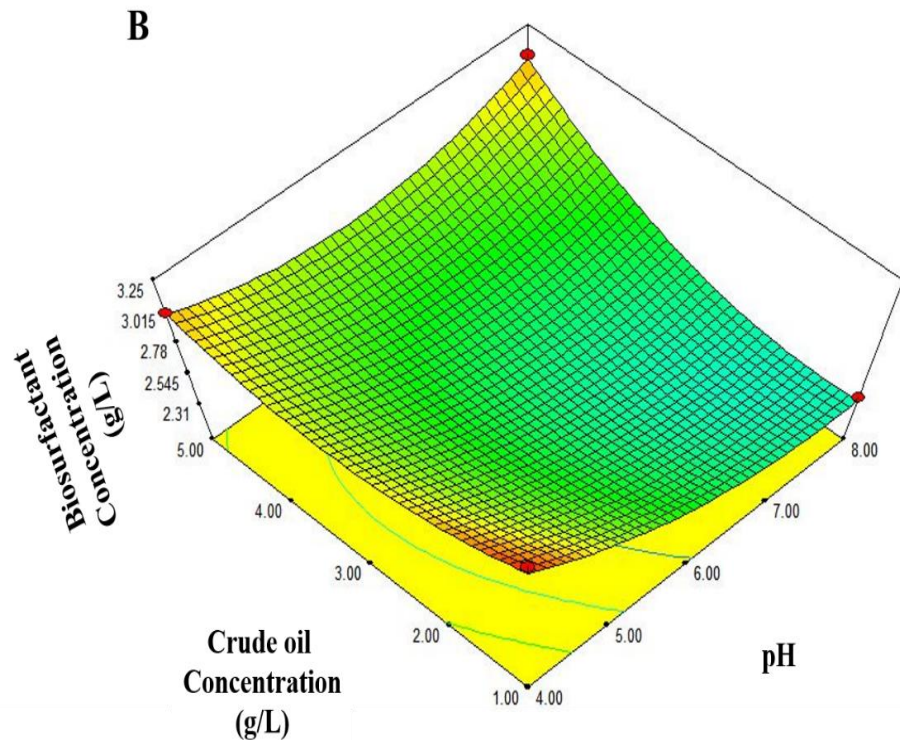 B
3.25
3.015
2.78
2.545
2.31
Biosurfactant
Concentration
(g/L)
5.00
4.00
3.00
2.00
1.00
Crude oil
Concentration
(g/L)
4.00
5.00
6.00
7.00
8.00
pH